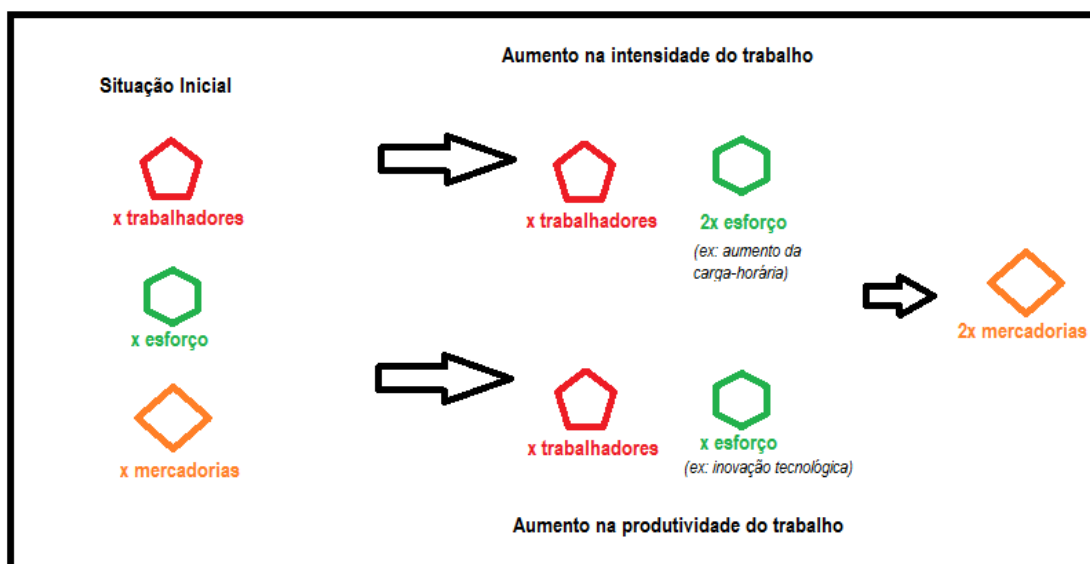 Situação Inicial
x trabalhadores
x esforço
x mercadorias
Aumento na intensidade do trabalho
x trabalhadores
2x esforço
(ex: aumento da
carga-horária)
2x mercadorias
x trabalhadores
x esforço
(ex: inovação tecnológica)
Aumento na produtividade do trabalho